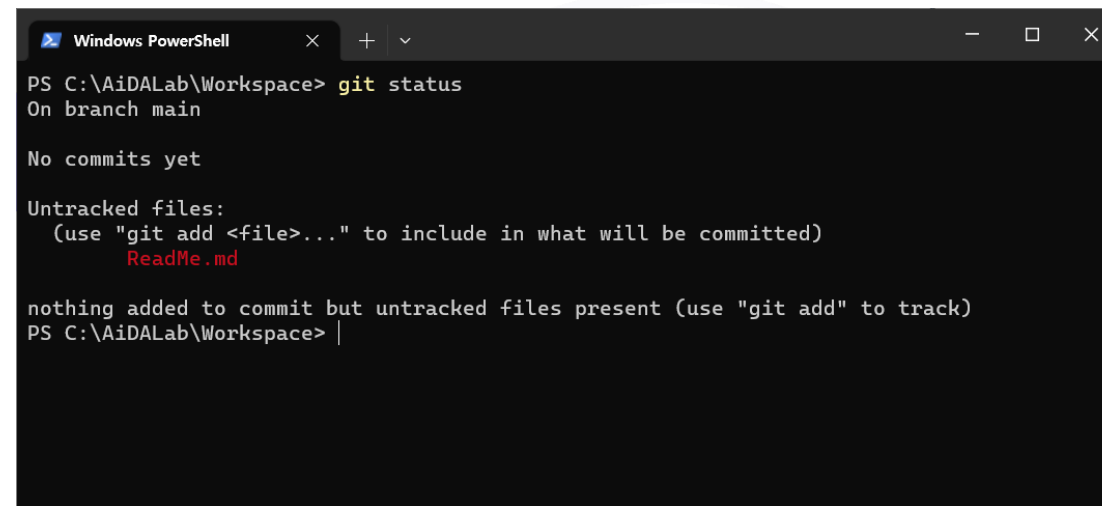 Windows PowerShell
PS C:\AiDALab\Workspace> git status
On branch main
No commits yet
Untracked files:
(use "git add <file>..." to include in what will be committed)
ReadMe.md
nothing added to commit but untracked files present (use "git add" to track)
PS C:\AiDALab\Workspace>